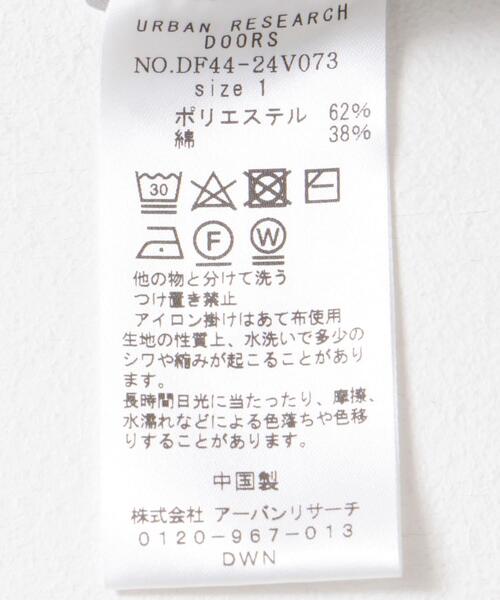 URBAN RESEARCH
DOORS
NO.DF44-24V073
size 1
ポリエステル 62%
綿 38%
30
F W
他の物と分けて洗う
つけ置き禁止
アイロン掛けはあて布使用
生地の性質上、水洗いで多少の
シワや縮みが起こることがあり
ます。
長時間日光に当たったり、摩擦、
水濡れなどによる色落ちや色移
りすることがあります。
中国製
株式会社 アーバンリサーチ
0120-967-013
DWN